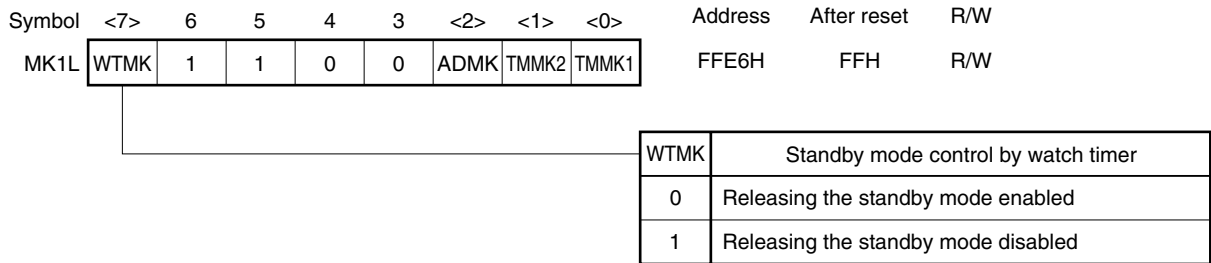 Symbol <7> 6 5 4 3 <2> <1> <0> Address After reset R/W
MK1L WTMK 1 1 0 0 ADMK TMMK2 TMMK1 FFE6H FFH R/W
WTMK Standby mode control by watch timer
0 Releasing the standby mode enabled
1 Releasing the standby mode disabled